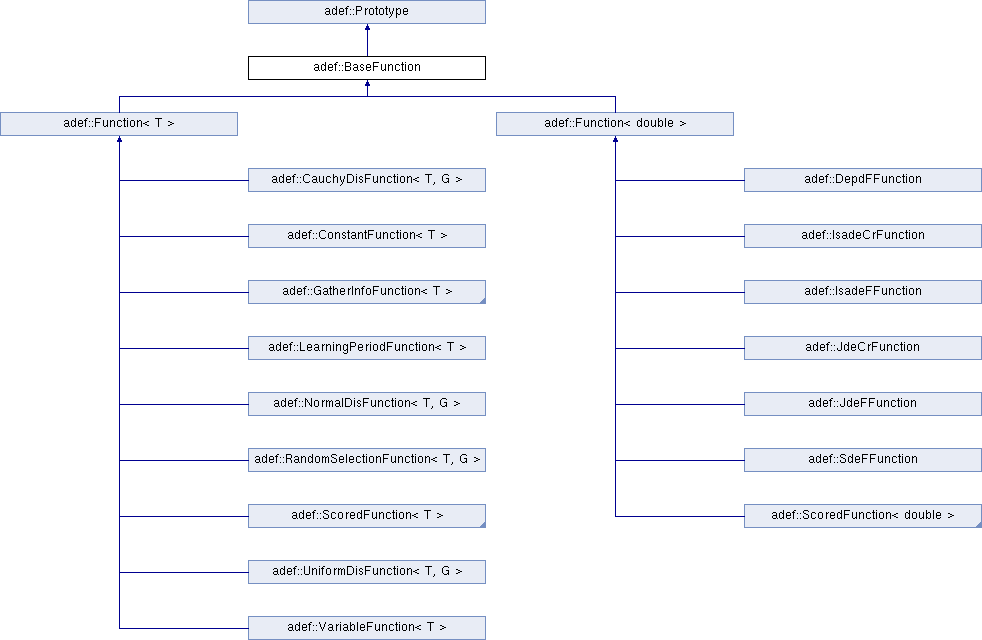 adef::Prototype
adef::BaseFunction
adef::Function< T >
adef::Function< double >
adef::CauchyDisFunction< T, G >
adef::DepdFFunction
adef::ConstantFunction< T >
adef::IsadeCrFunction
adef::GatherInfoFunction< T >
adef::IsadeFFunction
adef::LearningPeriodFunction< T >
adef::JdeCrFunction
adef::NormalDisFunction< T, G >
adef::JdeFFunction
adef::RandomSelectionFunction< T, G >
adef::SdeFFunction
adef::ScoredFunction< T >
adef::ScoredFunction< double >
adef::UniformDisFunction< T, G >
adef::VariableFunction< T >